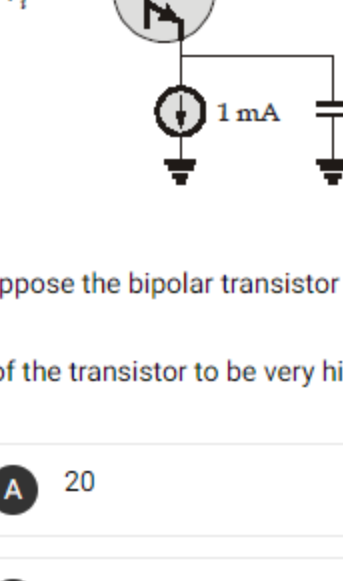 1 mA
ppose the bipolar transistor
of the transistor to be very hi
A 20